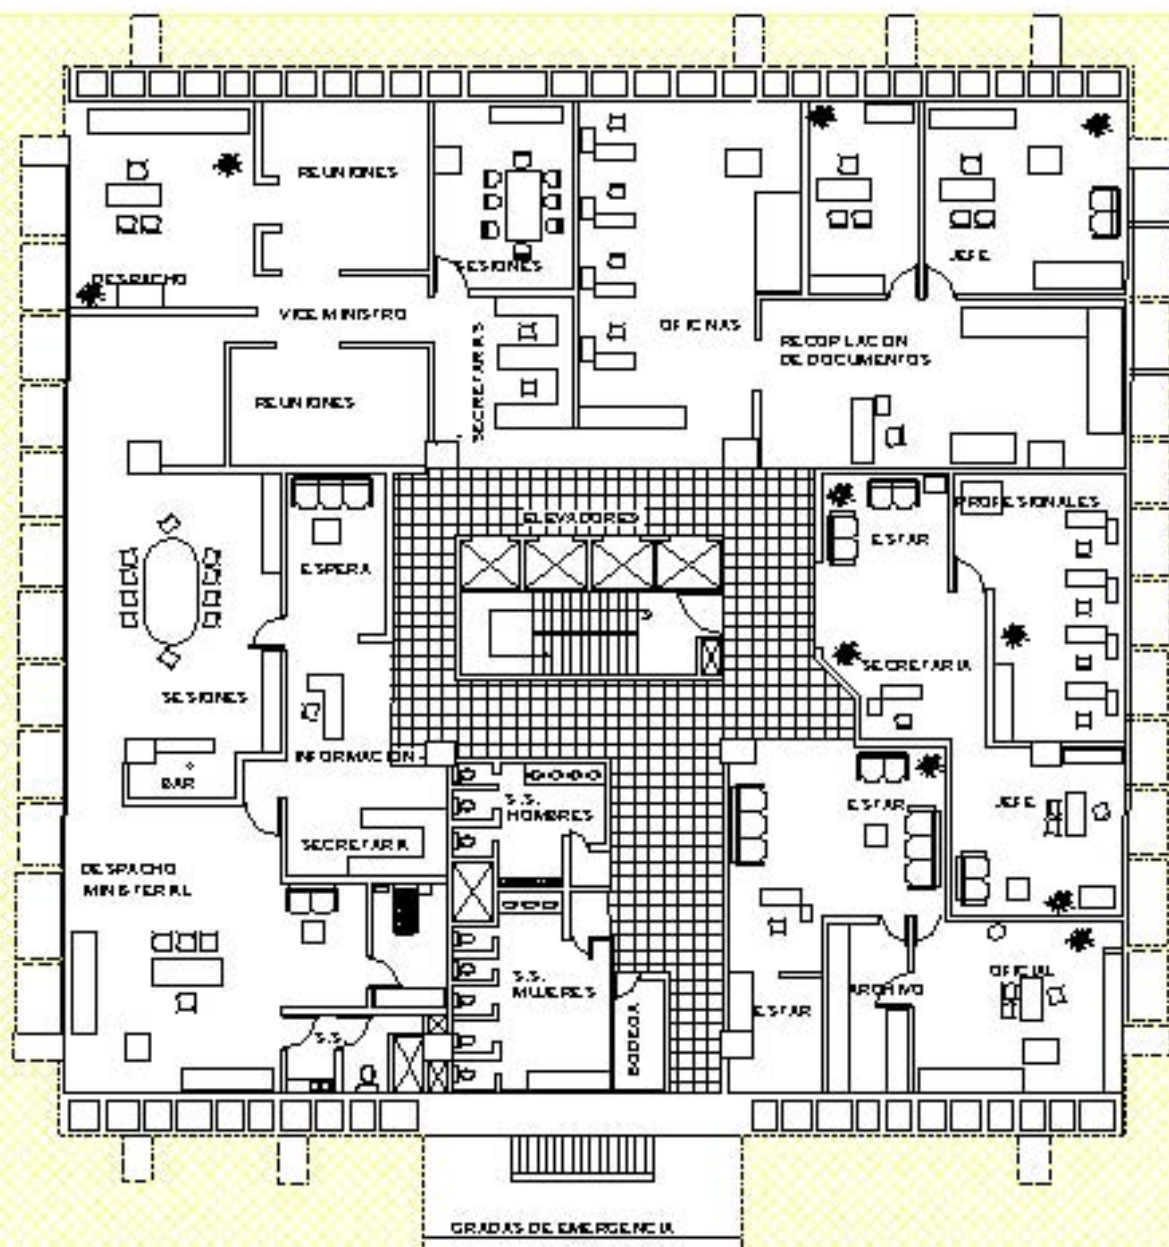 REUNIONES
DESPACHO
SESIONES
JEFE
VICE MINISTRO
OFICINAS
RECOPLACION
DE DOCUMENTOS
SECRETARIAS
REUNIONES
ELEVADORES
PROFESIONALES
ESTAR
ESPERA
SECRETARIA
SESIONES
INFORMACION
BAR
S.S.
HOMBRES
ESTAR
JEFE
SECRETARIA
DESPACHO
MINISTERIAL
S.S.
MUJERES
OFICIAL
ARCHIVO
ESTAR
BODEGA
S.S.
GRADAS DE EMERGENCIA